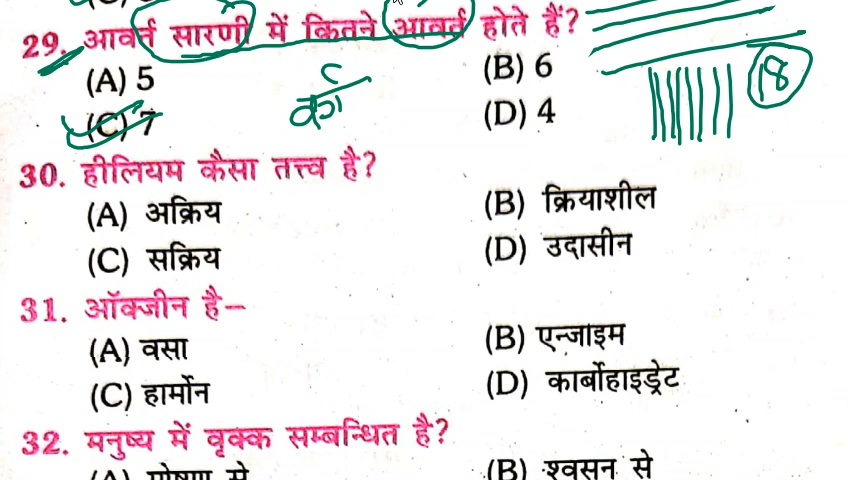 29. आवर्त सारणी में कितने आवर्त होते हैं?
(A) 5 (B) 6
(C) 7 (D) 4
18
30. हीलियम कैसा तत्त्व है?
(A) अक्रिय (B) क्रियाशील
(C) सक्रिय (D) उदासीन
31. ऑक्जीन है–
(A) वसा (B) एन्जाइम
(C) हार्मोन (D) कार्बोहाइड्रेट
32. मनुष्य में वृक्क सम्बन्धित है?
(A) पोषण से (B) श्वसन से